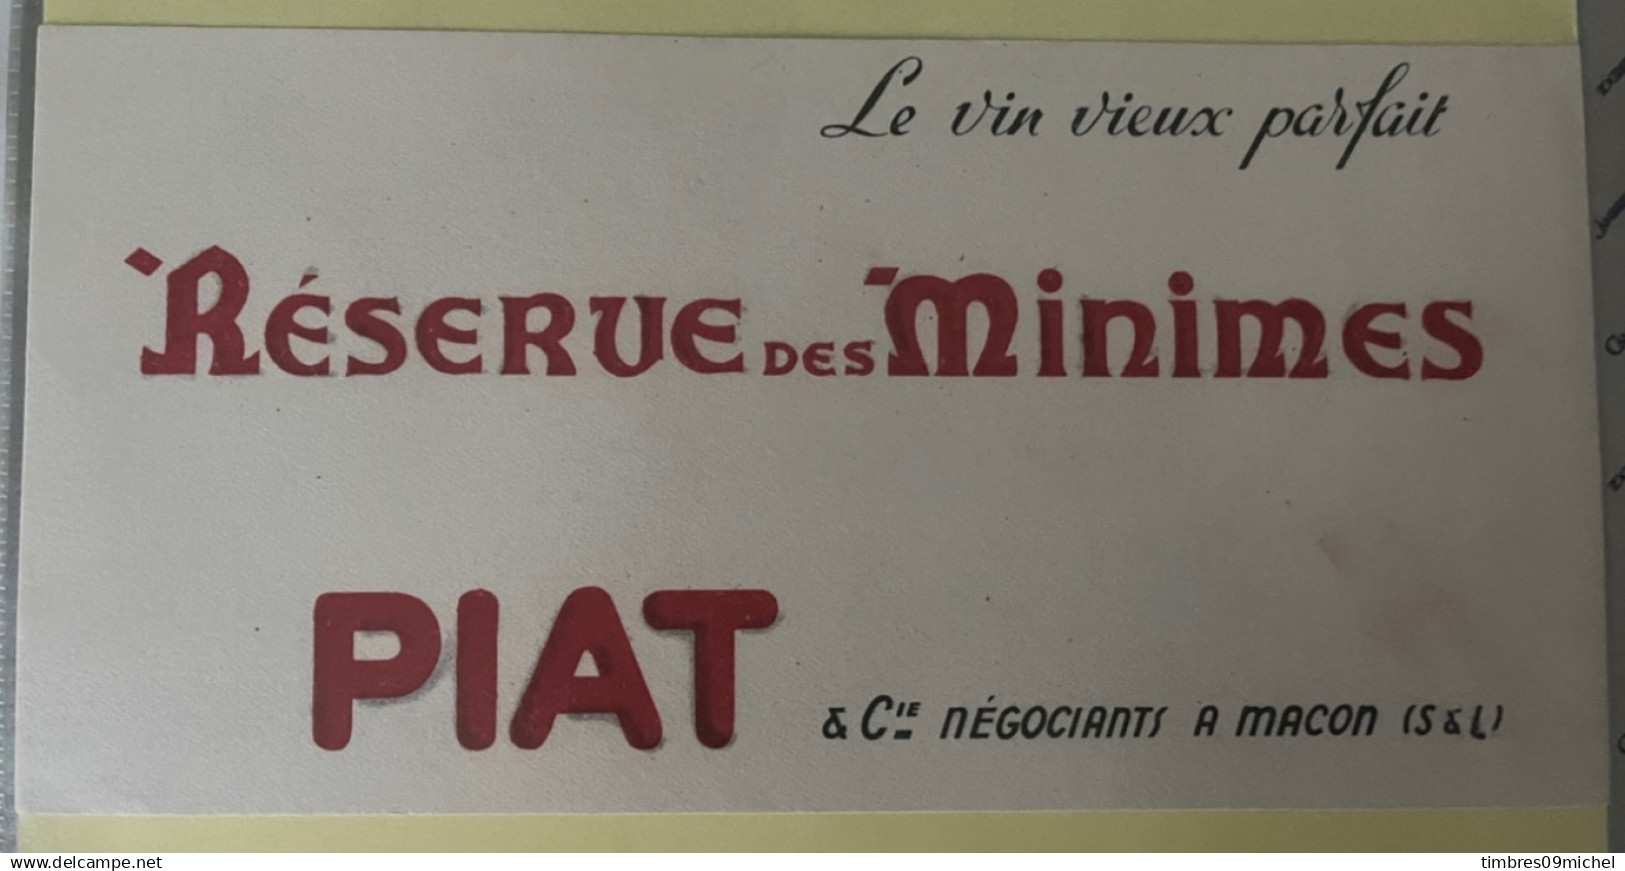 Le vin vieux parfait
RÉSERVE DES MINIMES
PIAT & Cie NÉGOCIANTS A MACON (S & L)
www.delcampe.net
timbres09michel